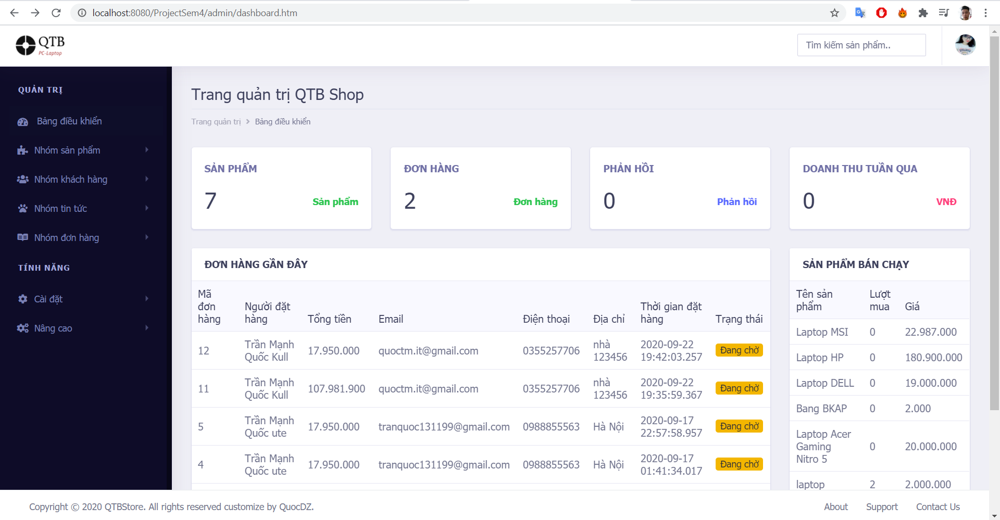 localhost:8080/ProjectSem4/admin/dashboard.htm
QTB
PC-Laptop
Tìm kiếm sản phẩm..
QUẢN TRỊ
Bảng điều khiển
Nhóm sản phẩm
Nhóm khách hàng
Nhóm tin tức
Nhóm đơn hàng
TÍNH NĂNG
Cài đặt
Nâng cao
Trang quản trị QTB Shop
Trang quản trị > Bảng điều khiển
SẢN PHẨM
7 Sản phẩm
ĐƠN HÀNG
2 Đơn hàng
PHẢN HỒI
0 Phản hồi
DOANH THU TUẦN QUA
0 VNĐ
ĐƠN HÀNG GẦN ĐÂY
Mã đơn hàng Người đặt hàng Tổng tiền Email Điện thoại Địa chỉ Thời gian đặt hàng Trạng thái
12 Trần Mạnh Quốc Kull 17.950.000 quoctm.it@gmail.com 0355257706 nhà 123456 2020-09-22 19:42:03.257 Đang chờ
11 Trần Mạnh Quốc Kull 107.981.900 quoctm.it@gmail.com 0355257706 nhà 123456 2020-09-22 19:35:59.367 Đang chờ
5 Trần Mạnh Quốc ute 17.950.000 tranquoc131199@gmail.com 0988855563 Hà Nội 2020-09-17 22:57:58.957 Đang chờ
4 Trần Mạnh Quốc ute 17.950.000 tranquoc131199@gmail.com 0988855563 Hà Nội 2020-09-17 01:41:34.017 Đang chờ
SẢN PHẨM BÁN CHẠY
Tên sản phẩm Lượt mua Giá
Laptop MSI 0 22.987.000
Laptop HP 0 180.900.000
Laptop DELL 0 19.000.000
Bang BKAP 0 2.000
Laptop Acer Gaming Nitro 5 0 20.000.000
laptop 2 2.000.000
Copyright © 2020 QTBStore. All rights reserved customize by QuocDZ.
About Support Contact Us